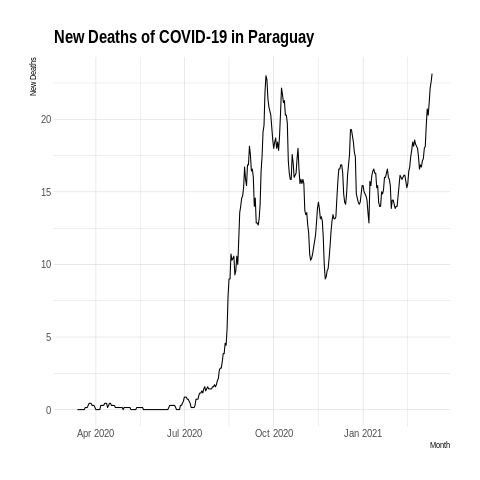 New Deaths of COVID-19 in Paraguay
New Deaths
20
15
10
5
0
Apr 2020
Jul 2020
Oct 2020
Jan 2021
Month